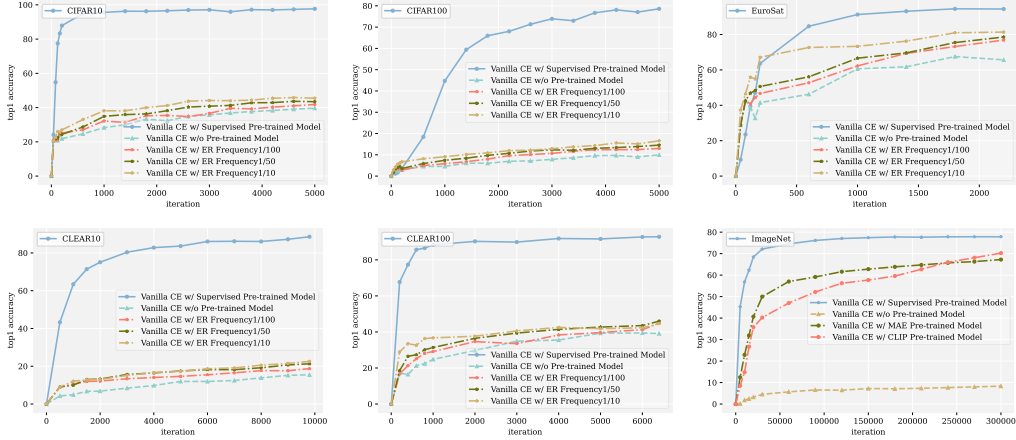 CIFAR10
top1 accuracy
100
80
60
40
20
0
Vanilla CE w/ Supervised Pre-trained Model
Vanilla CE w/o Pre-trained Model
Vanilla CE w/ ER Frequency1/100
Vanilla CE w/ ER Frequency1/50
Vanilla CE w/ ER Frequency1/10
0 1000 2000 3000 4000 5000
iteration
CIFAR100
top1 accuracy
80
60
40
20
0
Vanilla CE w/ Supervised Pre-trained Model
Vanilla CE w/o Pre-trained Model
Vanilla CE w/ ER Frequency1/100
Vanilla CE w/ ER Frequency1/50
Vanilla CE w/ ER Frequency1/10
0 1000 2000 3000 4000 5000
iteration
EuroSat
top1 accuracy
80
60
40
20
0
Vanilla CE w/ Supervised Pre-trained Model
Vanilla CE w/o Pre-trained Model
Vanilla CE w/ ER Frequency1/100
Vanilla CE w/ ER Frequency1/50
Vanilla CE w/ ER Frequency1/10
0 500 1000 1500 2000
iteration
CLEAR10
top1 accuracy
80
60
40
20
0
Vanilla CE w/ Supervised Pre-trained Model
Vanilla CE w/o Pre-trained Model
Vanilla CE w/ ER Frequency1/100
Vanilla CE w/ ER Frequency1/50
Vanilla CE w/ ER Frequency1/10
0 2000 4000 6000 8000 10000
iteration
CLEAR100
top1 accuracy
80
60
40
20
0
Vanilla CE w/ Supervised Pre-trained Model
Vanilla CE w/o Pre-trained Model
Vanilla CE w/ ER Frequency1/100
Vanilla CE w/ ER Frequency1/50
Vanilla CE w/ ER Frequency1/10
0 1000 2000 3000 4000 5000 6000
iteration
ImageNet
top1 accuracy
80
70
60
50
40
30
20
10
0
Vanilla CE w/ Supervised Pre-trained Model
Vanilla CE w/o Pre-trained Model
Vanilla CE w/ MAE Pre-trained Model
Vanilla CE w/ CLIP Pre-trained Model
0 50000 100000 150000 200000 250000 300000
iteration